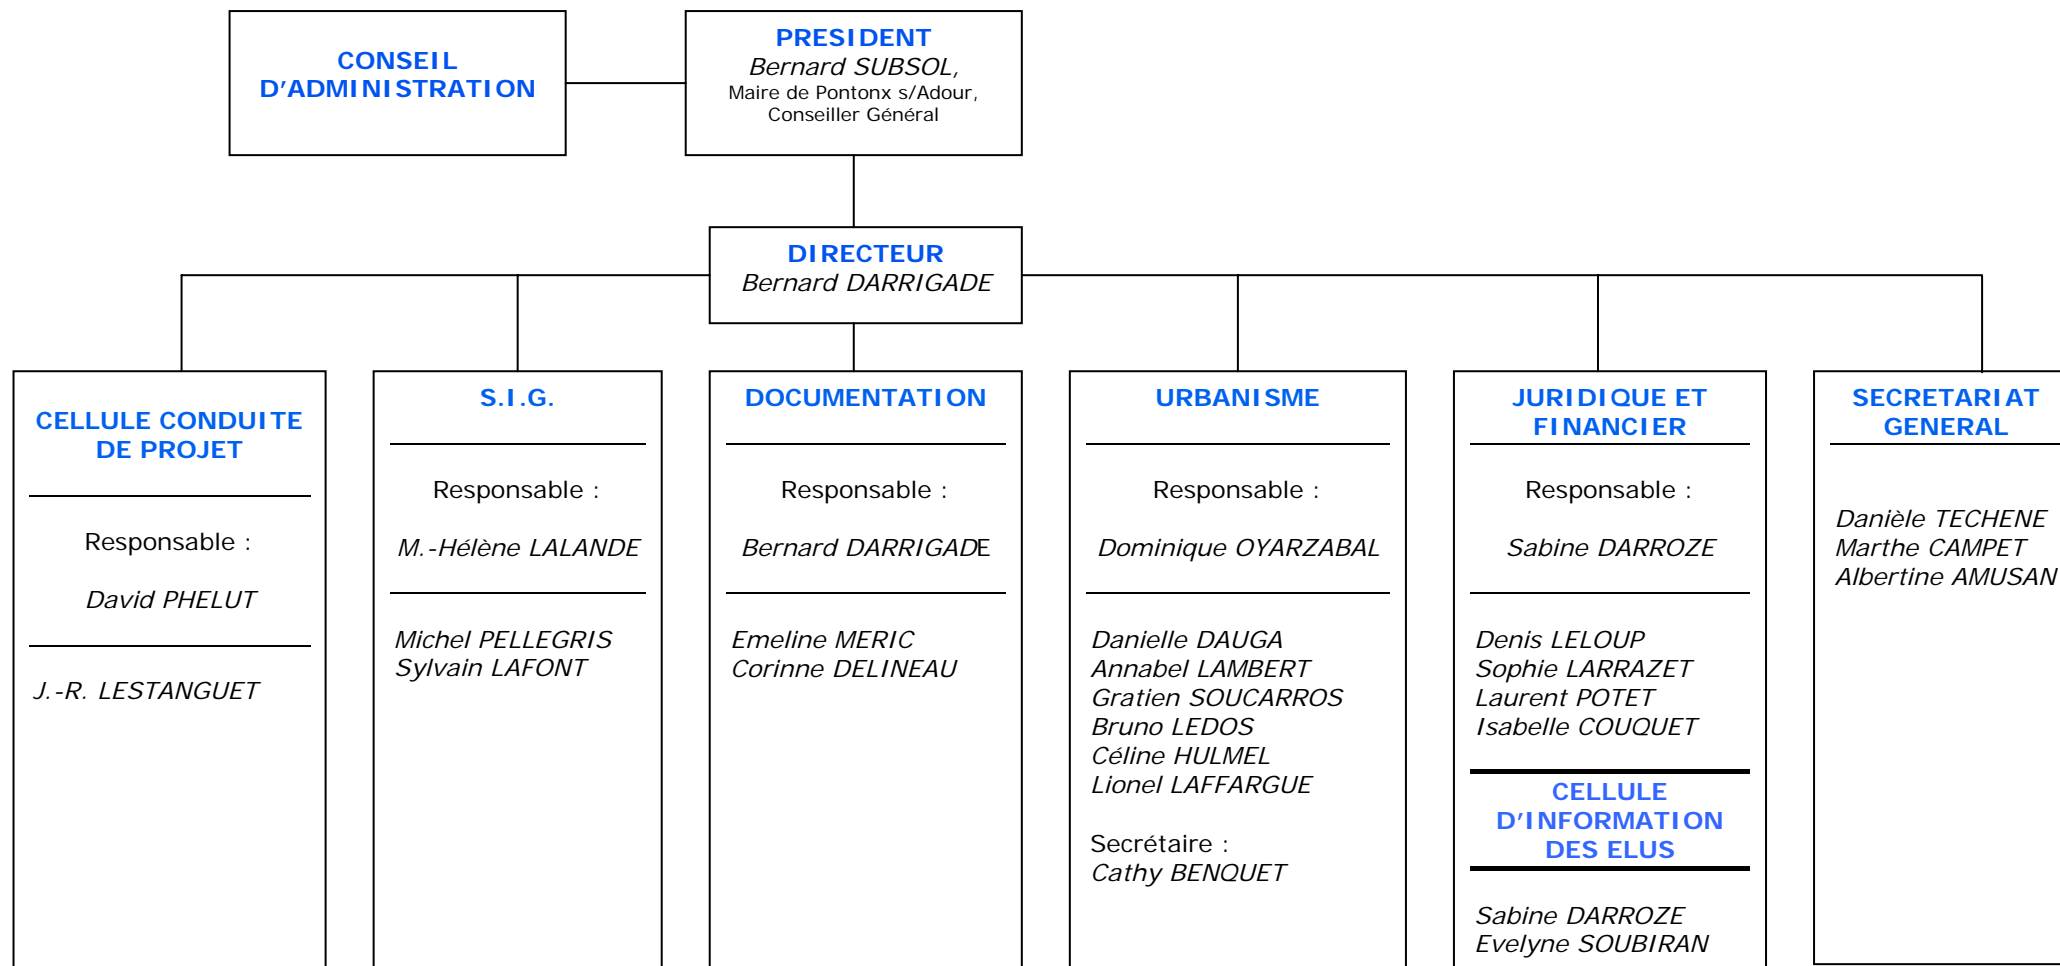 CONSEIL
D'ADMINISTRATION
PRESIDENT
Bernard SUBSOL,
Maire de Pontonx s/Adour,
Conseiller Général
DIRECTEUR
Bernard DARRIGADE
CELLULE CONDUITE
DE PROJET
Responsable :
David PHELUT
J.-R. LESTANGUET
S.I.G.
Responsable :
M.-Hélène LALANDE
Michel PELLEGRIS
Sylvain LAFONT
DOCUMENTATION
Responsable :
Bernard DARRIGADE
Emeline MERIC
Corinne DELINEAU
URBANISME
Responsable :
Dominique OYARZABAL
Danielle DAUGA
Annabel LAMBERT
Gratien SOUCARROS
Bruno LEDOS
Céline HULMEL
Lionel LAFFARGUE
Secrétaire :
Cathy BENQUET
JURIDIQUE ET
FINANCIER
Responsable :
Sabine DARROZE
Denis LELOUP
Sophie LARRAZET
Laurent POTET
Isabelle COUQUET
CELLULE
D'INFORMATION
DES ELUS
Sabine DARROZE
Evelyne SOUBIRAN
SECRETARIAT
GENERAL
Danièle TECHENE
Marthe CAMPET
Albertine AMUSAN